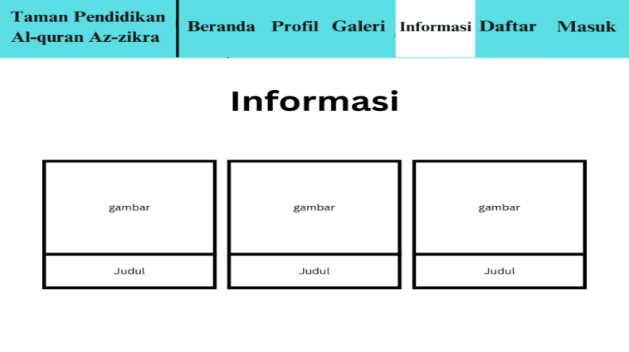 Taman Pendidikan
Al-quran Az-zikra
Beranda Profil Galeri Informasi Daftar Masuk
Informasi
gambar gambar gambar
Judul Judul Judul